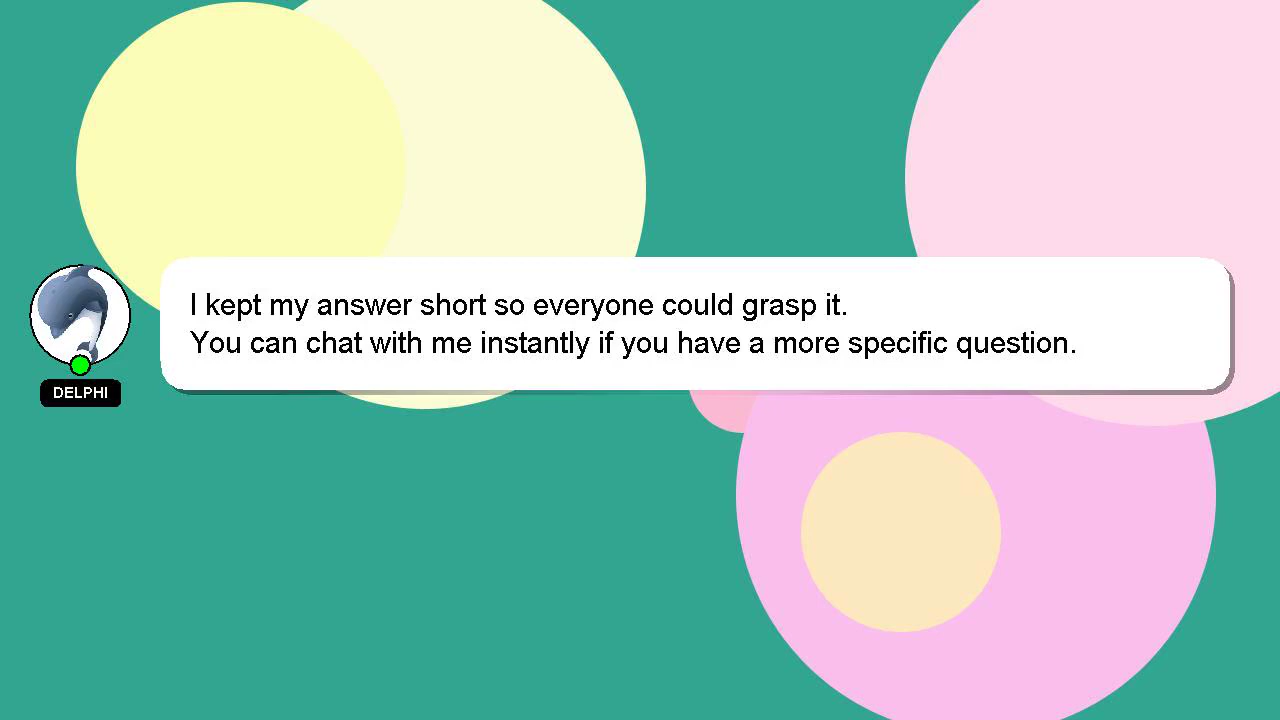 I kept my answer short so everyone could grasp it.
You can chat with me instantly if you have a more specific question.
DELPHI